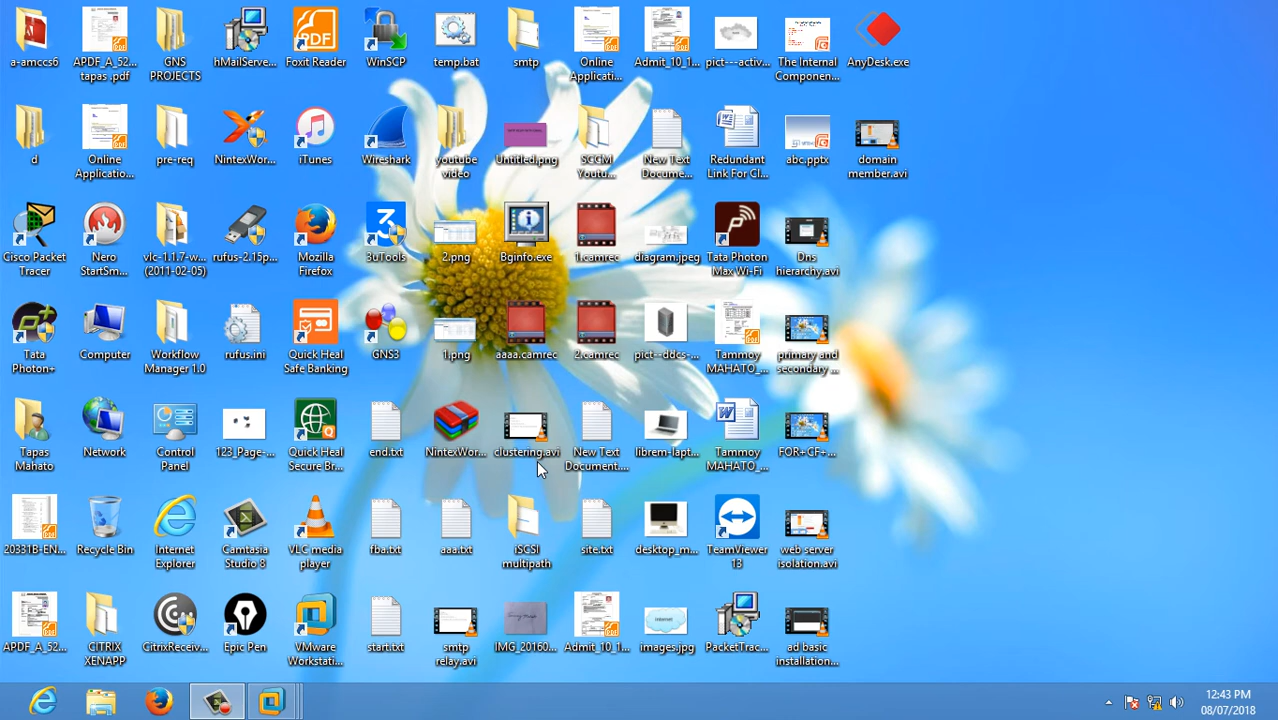 a-amccs6
APDF_A_52...
tapas .pdf
GNS
PROJECTS
hMailServe...
Foxit Reader
WinSCP
temp.bat
smtp
Online
Applicati...
Admit_10_1...
pict---activ...
The Internal
Componen...
AnyDesk.exe
d
Online
Applicatio...
pre-req
NintexWor...
iTunes
Wireshark
youtube
video
Untitled.png
SCCM
Youtu...
New Text
Docume...
Redundant
Link For Cl...
abc.pptx
domain
member.avi
Cisco Packet
Tracer
Nero
StartSm...
vlc-1.1.7-w...
(2011-02-05)
rufus-2.15p...
Mozilla
Firefox
3uTools
2.png
Bginfo.exe
1.camrec
diagram.jpeg
Tata Photon
Max Wi-Fi
Dns
hierarchy.avi
Tata
Photon+
Computer
Workflow
Manager 1.0
rufus.ini
Quick Heal
Safe Banking
GNS3
1.png
aaaa.camrec
2.camrec
pict--ddcs-...
Tammoy
MAHATO_...
primary and
secondary ...
Tapas
Mahato
Network
Control
Panel
123_Page-...
Quick Heal
Secure Br...
end.txt
NintexWor...
clustering.avi
New Text
Document....
librem-lapt...
Tammoy
MAHATO_...
FOR+CF+...
20331B-EN...
Recycle Bin
Internet
Explorer
Camtasia
Studio 8
VLC media
player
fba.txt
aaa.txt
iSCSI
multipath
site.txt
desktop_m...
TeamViewer
13
web server
isolation.avi
APDF_A_52...
CITRIX
XENAPP
CitrixReceiv...
Epic Pen
VMware
Workstati...
start.txt
smtp
relay.avi
IMG_20160...
Admit_10_1...
images.jpg
PacketTrac...
ad basic
installation...
12:43 PM
08/07/2018